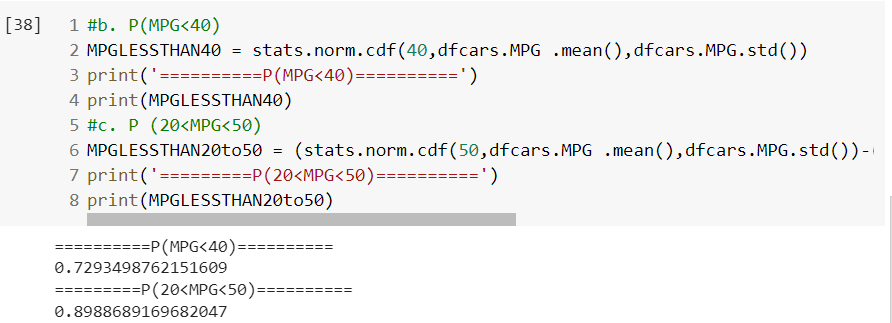 [38] 1 #b. P(MPG<40)
2 MPGLESSTHAN40 = stats.norm.cdf(40,dfcars.MPG .mean(),dfcars.MPG.std())
3 print('==========P(MPG<40)==========')
4 print(MPGLESSTHAN40)
5 #c. P (20<MPG<50)
6 MPGLESSTHAN20to50 = (stats.norm.cdf(50,dfcars.MPG .mean(),dfcars.MPG.std())-(
7 print('=========P(20<MPG<50)==========')
8 print(MPGLESSTHAN20to50)
==========P(MPG<40)==========
0.7293498762151609
=========P(20<MPG<50)==========
0.8988689169682047